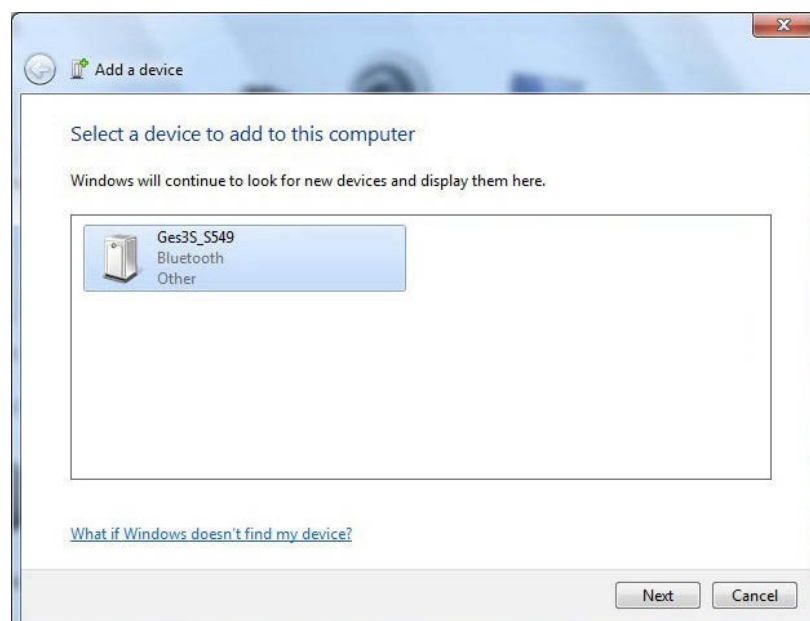 Add a device
Select a device to add to this computer
Windows will continue to look for new devices and display them here.
Ges3S_S549
Bluetooth
Other
What if Windows doesn't find my device?
Next
Cancel